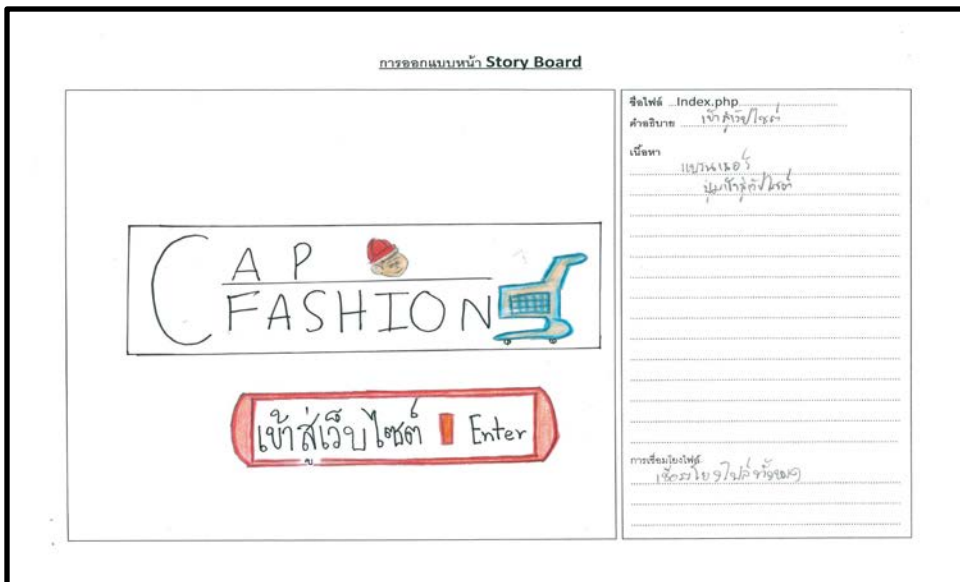 การออกแบบหน้า Story Board
CAP
FASHION
เข้าสู่เว็บไซต์ Enter
ชื่อไฟล์ Index.php
คำอธิบาย เข้าสู่เว็บไซต์
เนื้อหา
แบรนเนอร์
ปุ่มเข้าสู่เว็บไซต์
การเชื่อมโยงไฟล์
เชื่อมโยงไฟล์ทั้งหมด